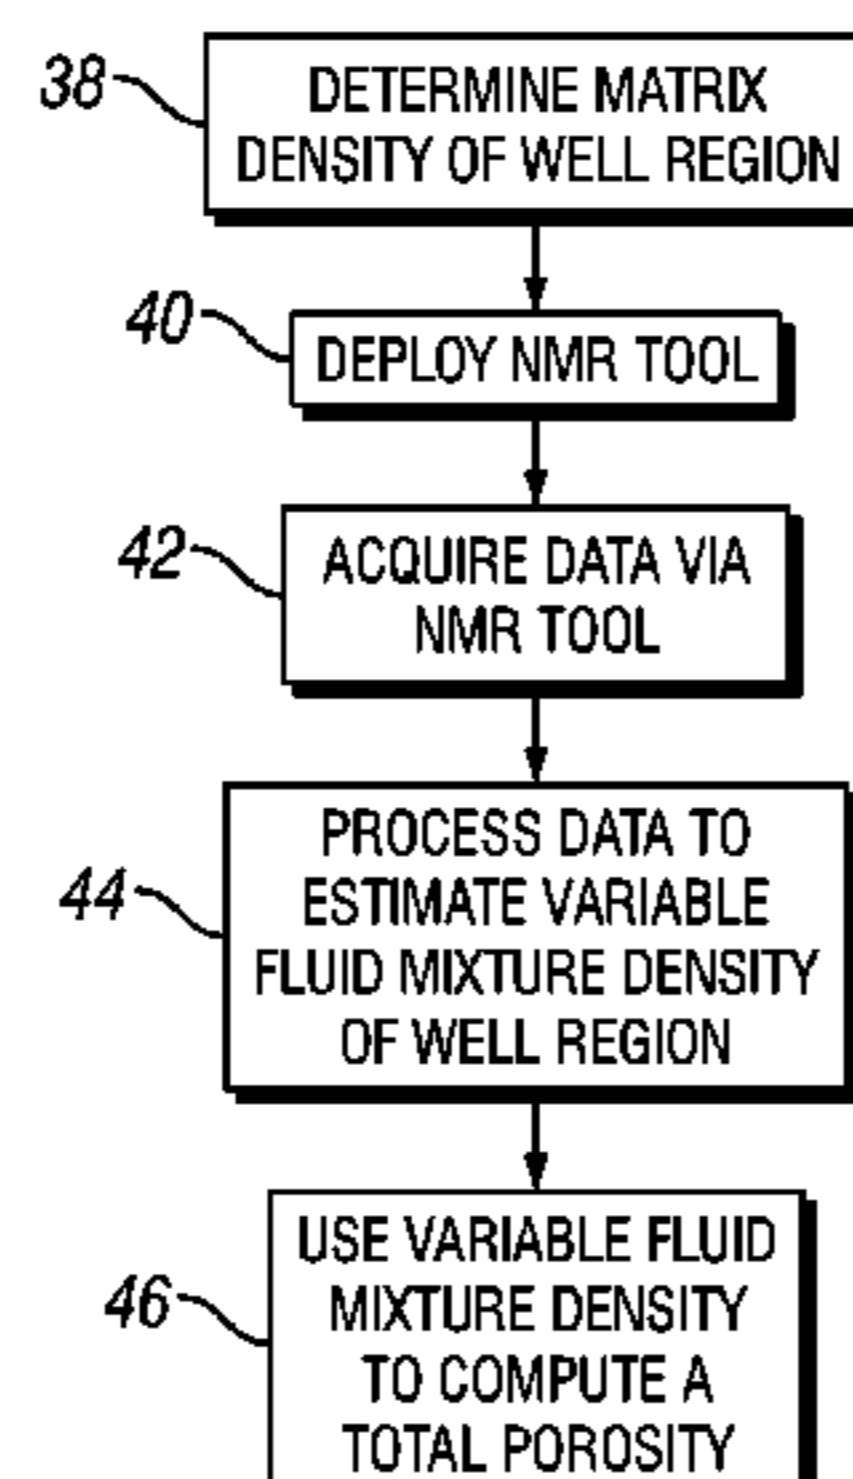 38
DETERMINE MATRIX
DENSITY OF WELL REGION
40
DEPLOY NMR TOOL
42
ACQUIRE DATA VIA
NMR TOOL
44
PROCESS DATA TO
ESTIMATE VARIABLE
FLUID MIXTURE DENSITY
OF WELL REGION
46
USE VARIABLE FLUID
MIXTURE DENSITY
TO COMPUTE A
TOTAL POROSITY